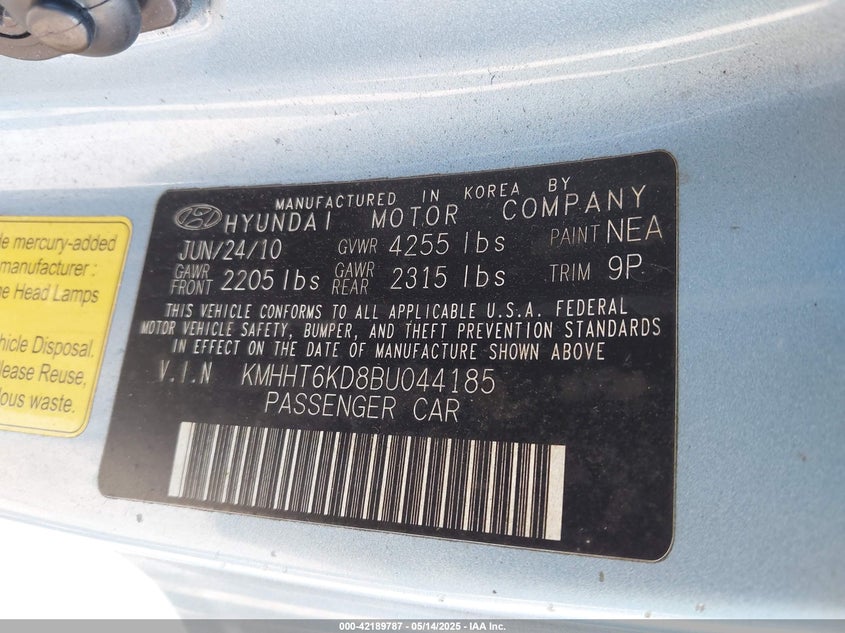 MANUFACTURED IN KOREA BY
HYUNDAI MOTOR COMPANY
JUN/24/10 GVWR 4255 lbs PAINT NEA
GAWR FRONT 2205 lbs GAWR REAR 2315 lbs TRIM 9P
THIS VEHICLE CONFORMS TO ALL APPLICABLE U.S.A. FEDERAL
MOTOR VEHICLE SAFETY, BUMPER, AND THEFT PREVENTION STANDARDS
IN EFFECT ON THE DATE OF MANUFACTURE SHOWN ABOVE
V.I.N KMHHT6KD8BU044185
PASSENGER CAR
de mercury-added
manufacturer :
ne Head Lamps
hicle Disposal.
lease Reuse,
dous waste.
000-42189787 - 05/14/2025 - IAA Inc.